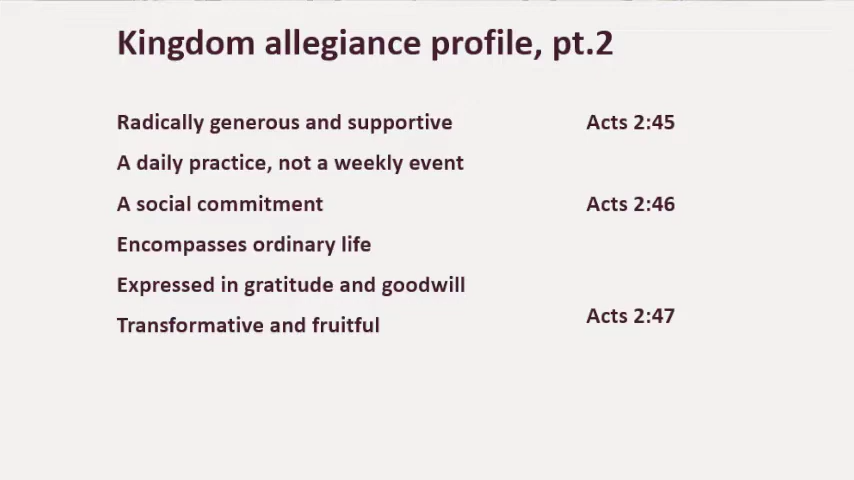 Kingdom allegiance profile, pt.2
Radically generous and supportive Acts 2:45
A daily practice, not a weekly event
A social commitment Acts 2:46
Encompasses ordinary life
Expressed in gratitude and goodwill
Transformative and fruitful Acts 2:47